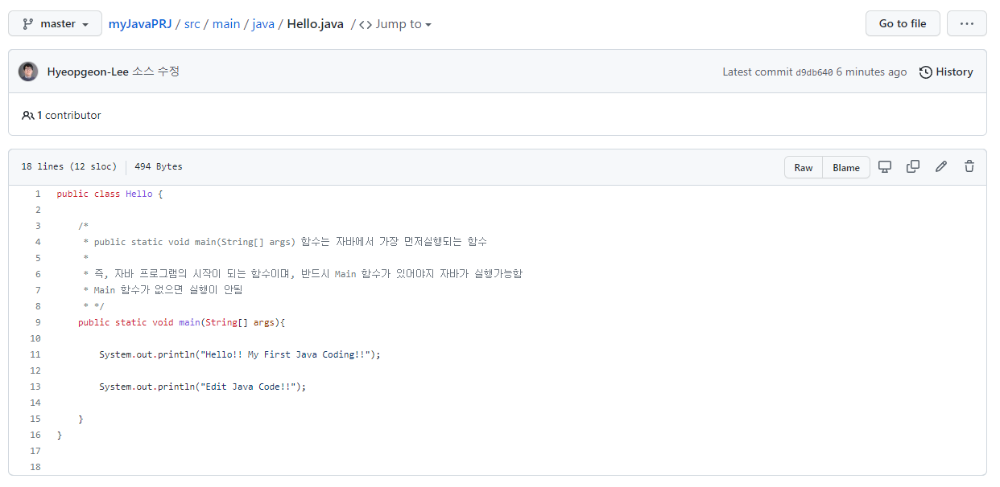 master myJavaPRJ / src / main / java / Hello.java / <> Jump to Go to file ...
Hyeopgeon-Lee 소스 수정 Latest commit d9db640 6 minutes ago History
1 contributor
18 lines (12 sloc) 494 Bytes Raw Blame
1 public class Hello {
2
3 /*
4 * public static void main(String[] args) 함수는 자바에서 가장 먼저실행되는 함수
5 *
6 * 즉, 자바 프로그램의 시작이 되는 함수이며, 반드시 Main 함수가 있어야지 자바가 실행가능함
7 * Main 함수가 없으면 실행이 안됨
8 * */
9 public static void main(String[] args){
10
11 System.out.println("Hello!! My First Java Coding!!");
12
13 System.out.println("Edit Java Code!!");
14
15 }
16 }
17
18